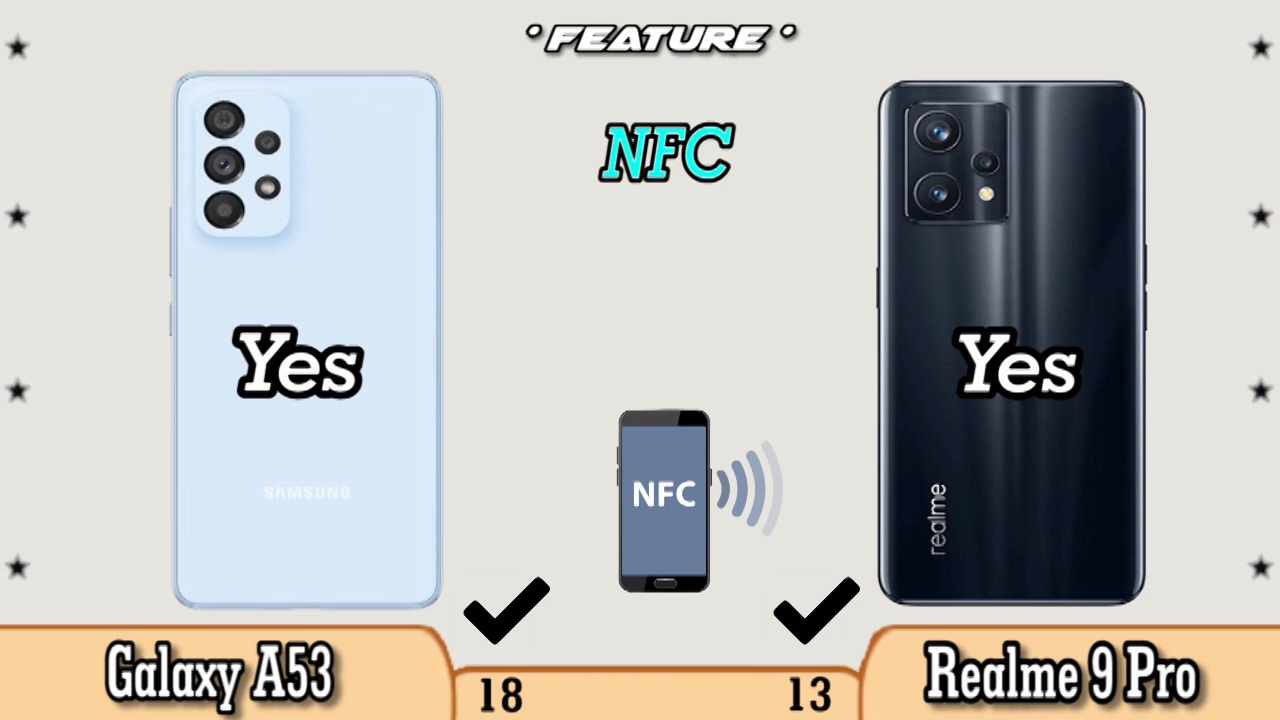 ° FEATURE °
NFC
Yes
Yes
NFC
SAMSUNG
realme
Galaxy A53
18
13
Realme 9 Pro